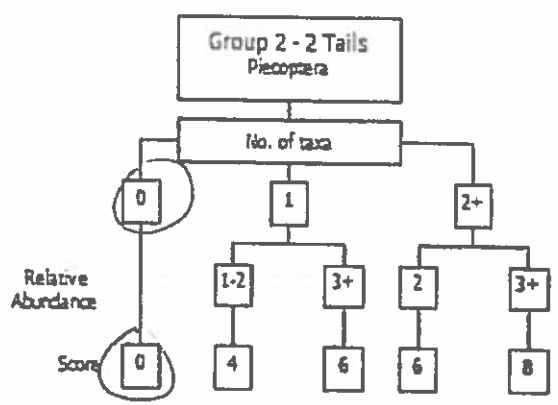 Group 2 - 2 Tails
Plecoptera
No. of taxa
0 1 2+
Relative
Abundance
1-2 3+ 2 3+
Score 0 4 6 6 8